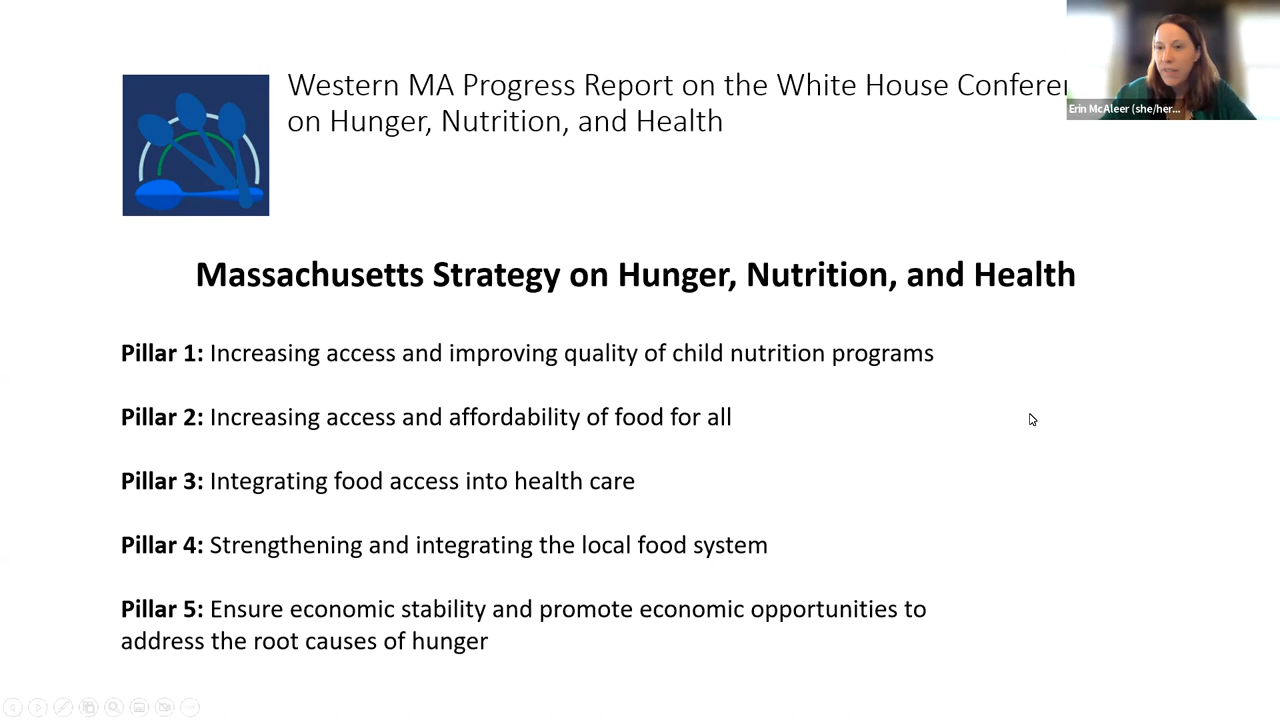 Western MA Progress Report on the White House Confere
on Hunger, Nutrition, and Health
Erin McAleer (she/her...
Massachusetts Strategy on Hunger, Nutrition, and Health
Pillar 1: Increasing access and improving quality of child nutrition programs
Pillar 2: Increasing access and affordability of food for all
Pillar 3: Integrating food access into health care
Pillar 4: Strengthening and integrating the local food system
Pillar 5: Ensure economic stability and promote economic opportunities to
address the root causes of hunger